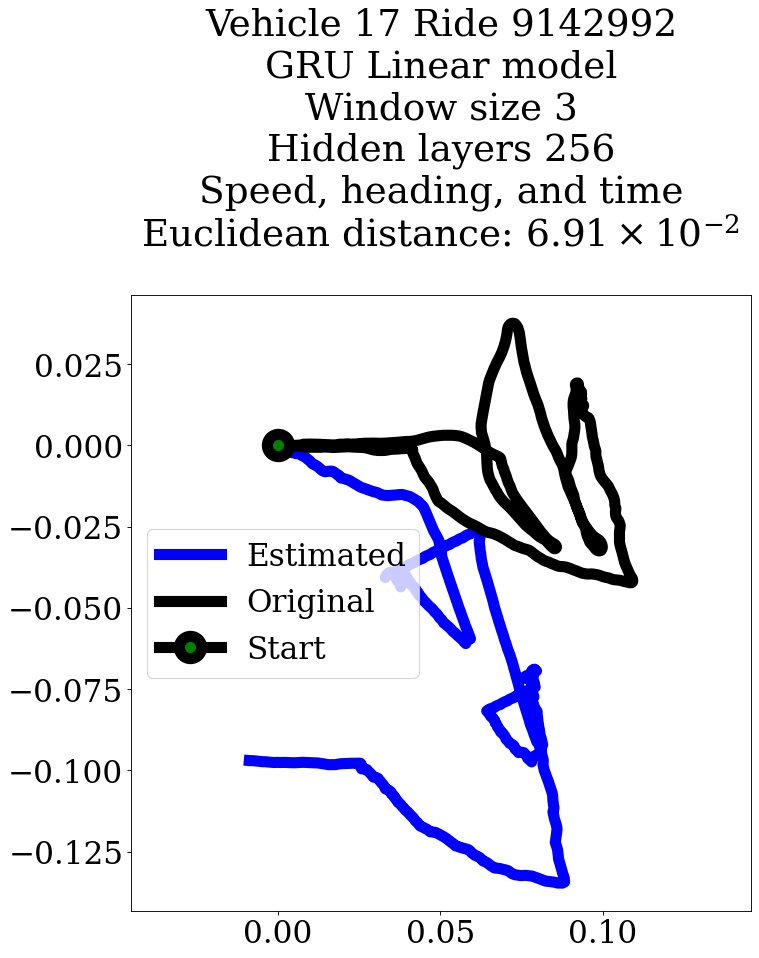 Vehicle 17 Ride 9142992
GRU Linear model
Window size 3
Hidden layers 256
Speed, heading, and time
Euclidean distance: 6.91 × 10⁻²
0.025
0.000
−0.025
−0.050
−0.075
−0.100
−0.125
Estimated
Original
Start
0.00 0.05 0.10